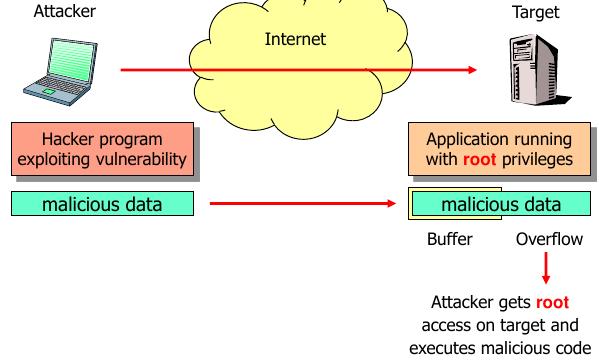 Attacker
Internet
Target
Hacker program
exploiting vulnerability
Application running
with root privileges
malicious data
malicious data
Buffer
Overflow
Attacker gets root
access on target and
executes malicious code